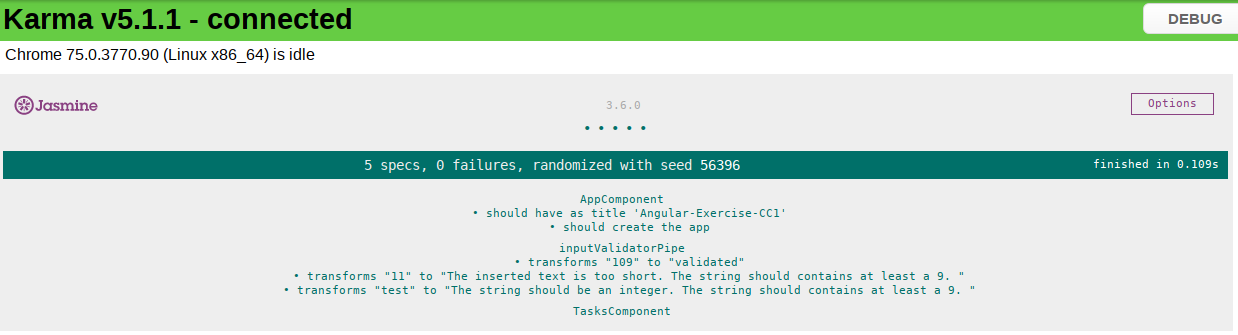 Karma v5.1.1 - connected
DEBUG
Chrome 75.0.3770.90 (Linux x86_64) is idle
Jasmine
3.6.0
Options
• • • • •
5 specs, 0 failures, randomized with seed 56396
finished in 0.109s
AppComponent
• should have as title 'Angular-Exercise-CC1'
• should create the app
inputValidatorPipe
• transforms "109" to "validated"
• transforms "11" to "The inserted text is too short. The string should contains at least a 9. "
• transforms "test" to "The string should be an integer. The string should contains at least a 9. "
TasksComponent